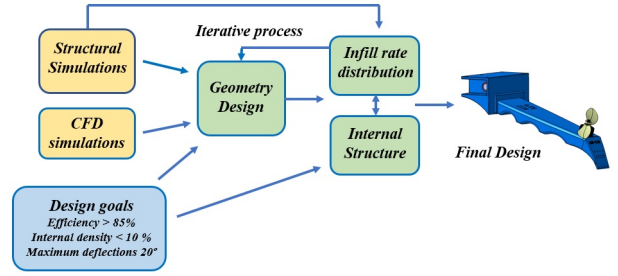 Structural
Simulations
CFD
simulations
Design goals
Efficiency > 85%
Internal density < 10 %
Maximum deflections 20º
Iterative process
Geometry
Design
Infill rate
distribution
Internal
Structure
Final Design